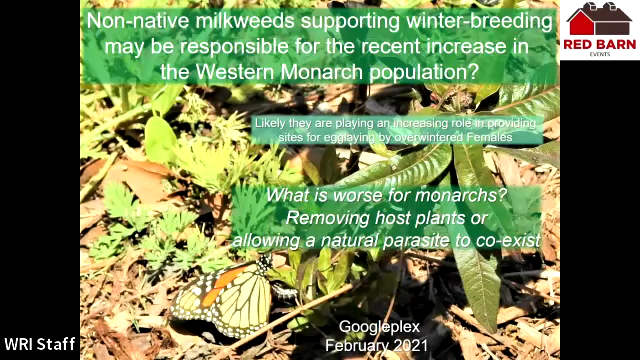 Non-native milkweeds supporting winter-breeding
may be responsible for the recent increase in
the Western Monarch population?
RED BARN
EVENTS
Likely they are playing an increasing role in providing
sites for egglaying by overwintered Females
What is worse for monarchs?
Removing host plants or
allowing a natural parasite to co-exist
Googleplex
February 2021
WRI Staff